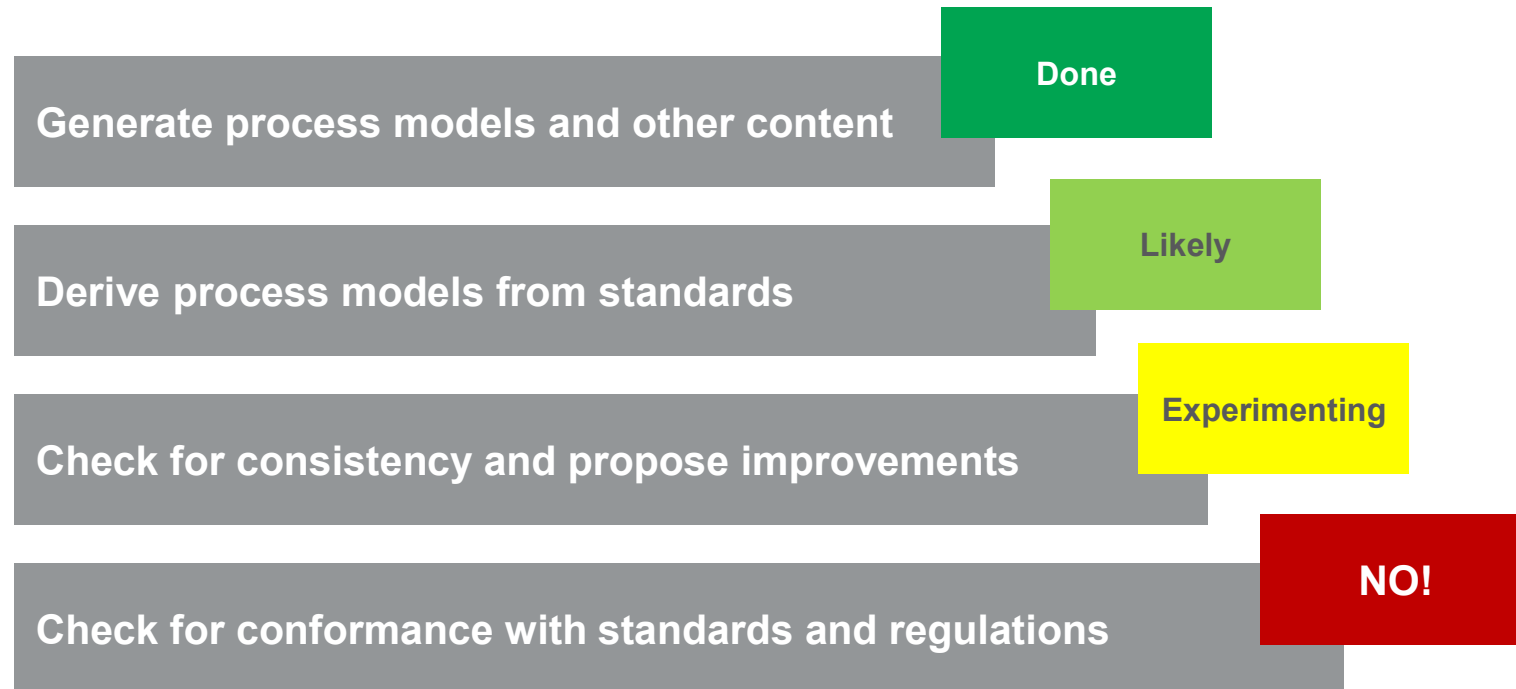 Done
Generate process models and other content
Likely
Derive process models from standards
Experimenting
Check for consistency and propose improvements
NO!
Check for conformance with standards and regulations